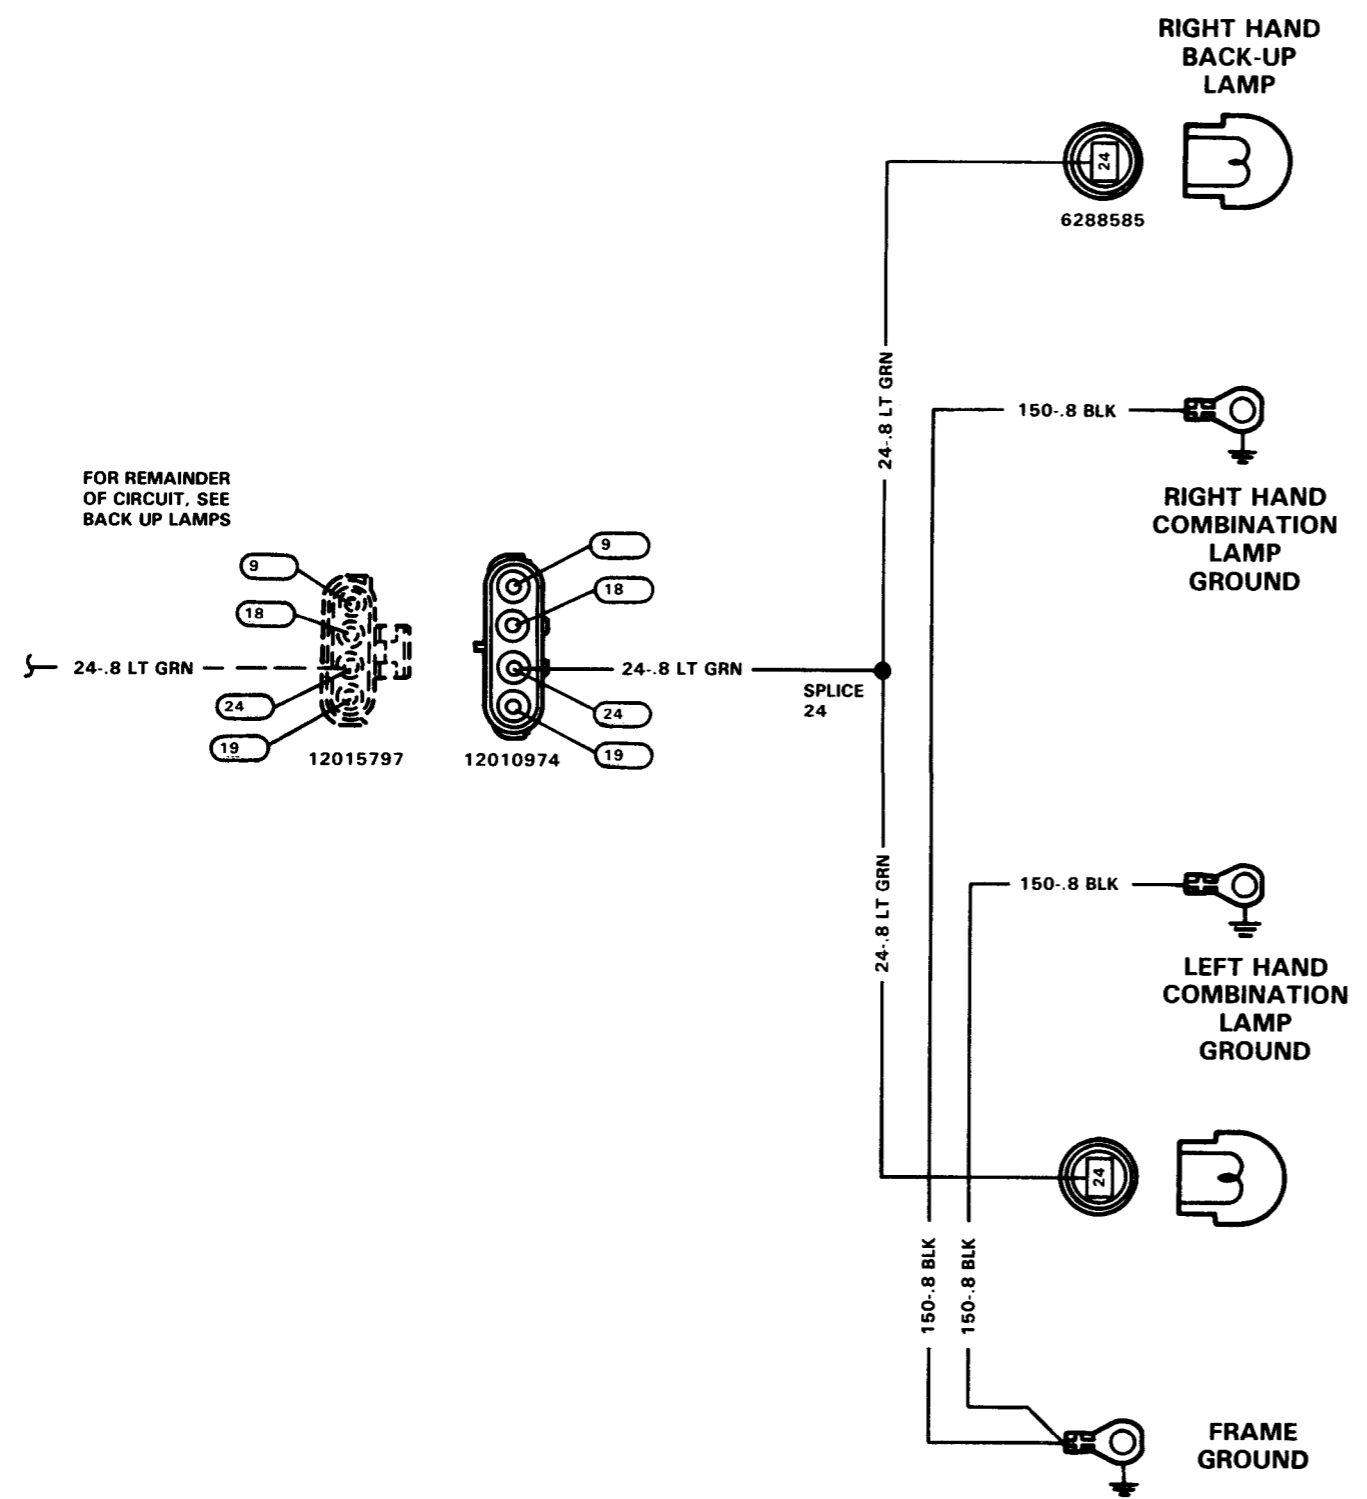 RIGHT HAND
BACK-UP
LAMP
24
6288585
24-.8 LT GRN
150-.8 BLK
RIGHT HAND
COMBINATION
LAMP
GROUND
FOR REMAINDER
OF CIRCUIT, SEE
BACK UP LAMPS
9
18
24-.8 LT GRN
24
19
12015797
9
18
24-.8 LT GRN
24
19
12010974
SPLICE
24
24-.8 LT GRN
150-.8 BLK
LEFT HAND
COMBINATION
LAMP
GROUND
24
150-.8 BLK
150-.8 BLK
FRAME
GROUND